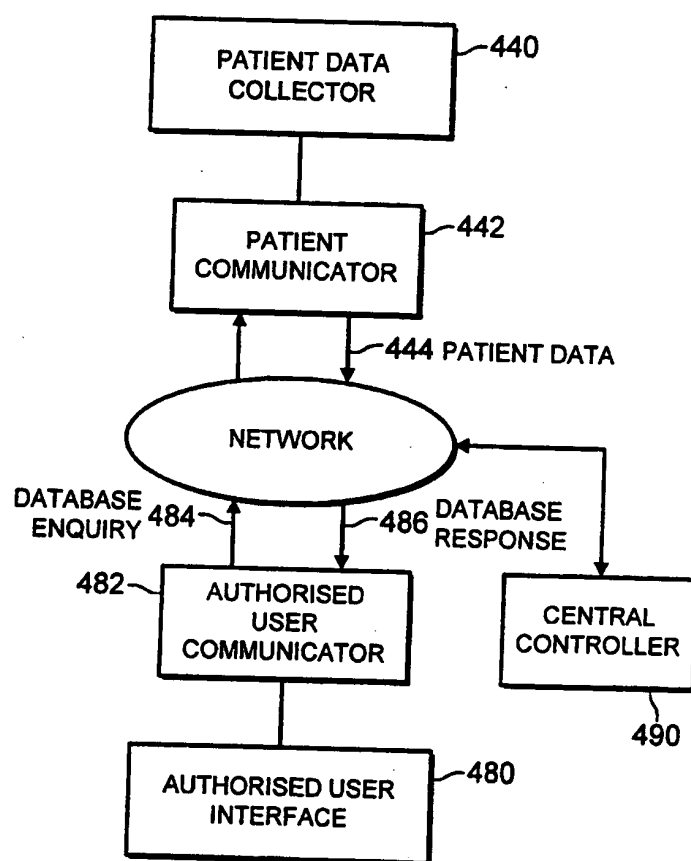 PATIENT DATA
COLLECTOR
440
PATIENT
COMMUNICATOR
442
444 PATIENT DATA
NETWORK
DATABASE
ENQUIRY 484
486 DATABASE
RESPONSE
482
AUTHORISED
USER
COMMUNICATOR
CENTRAL
CONTROLLER
490
AUTHORISED USER
INTERFACE
480